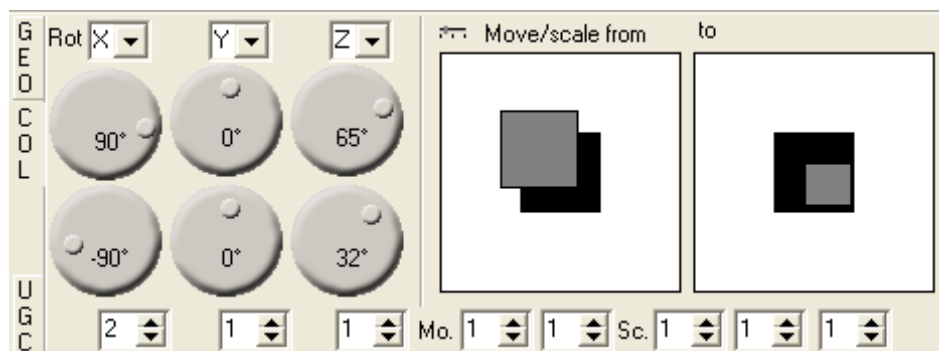 GEO
COL
UGC
Rot X Y Z
90° 0° 65°
-90° 0° 32°
2 1 1
Move/scale from to
Mo. 1 1 Sc. 1 1 1